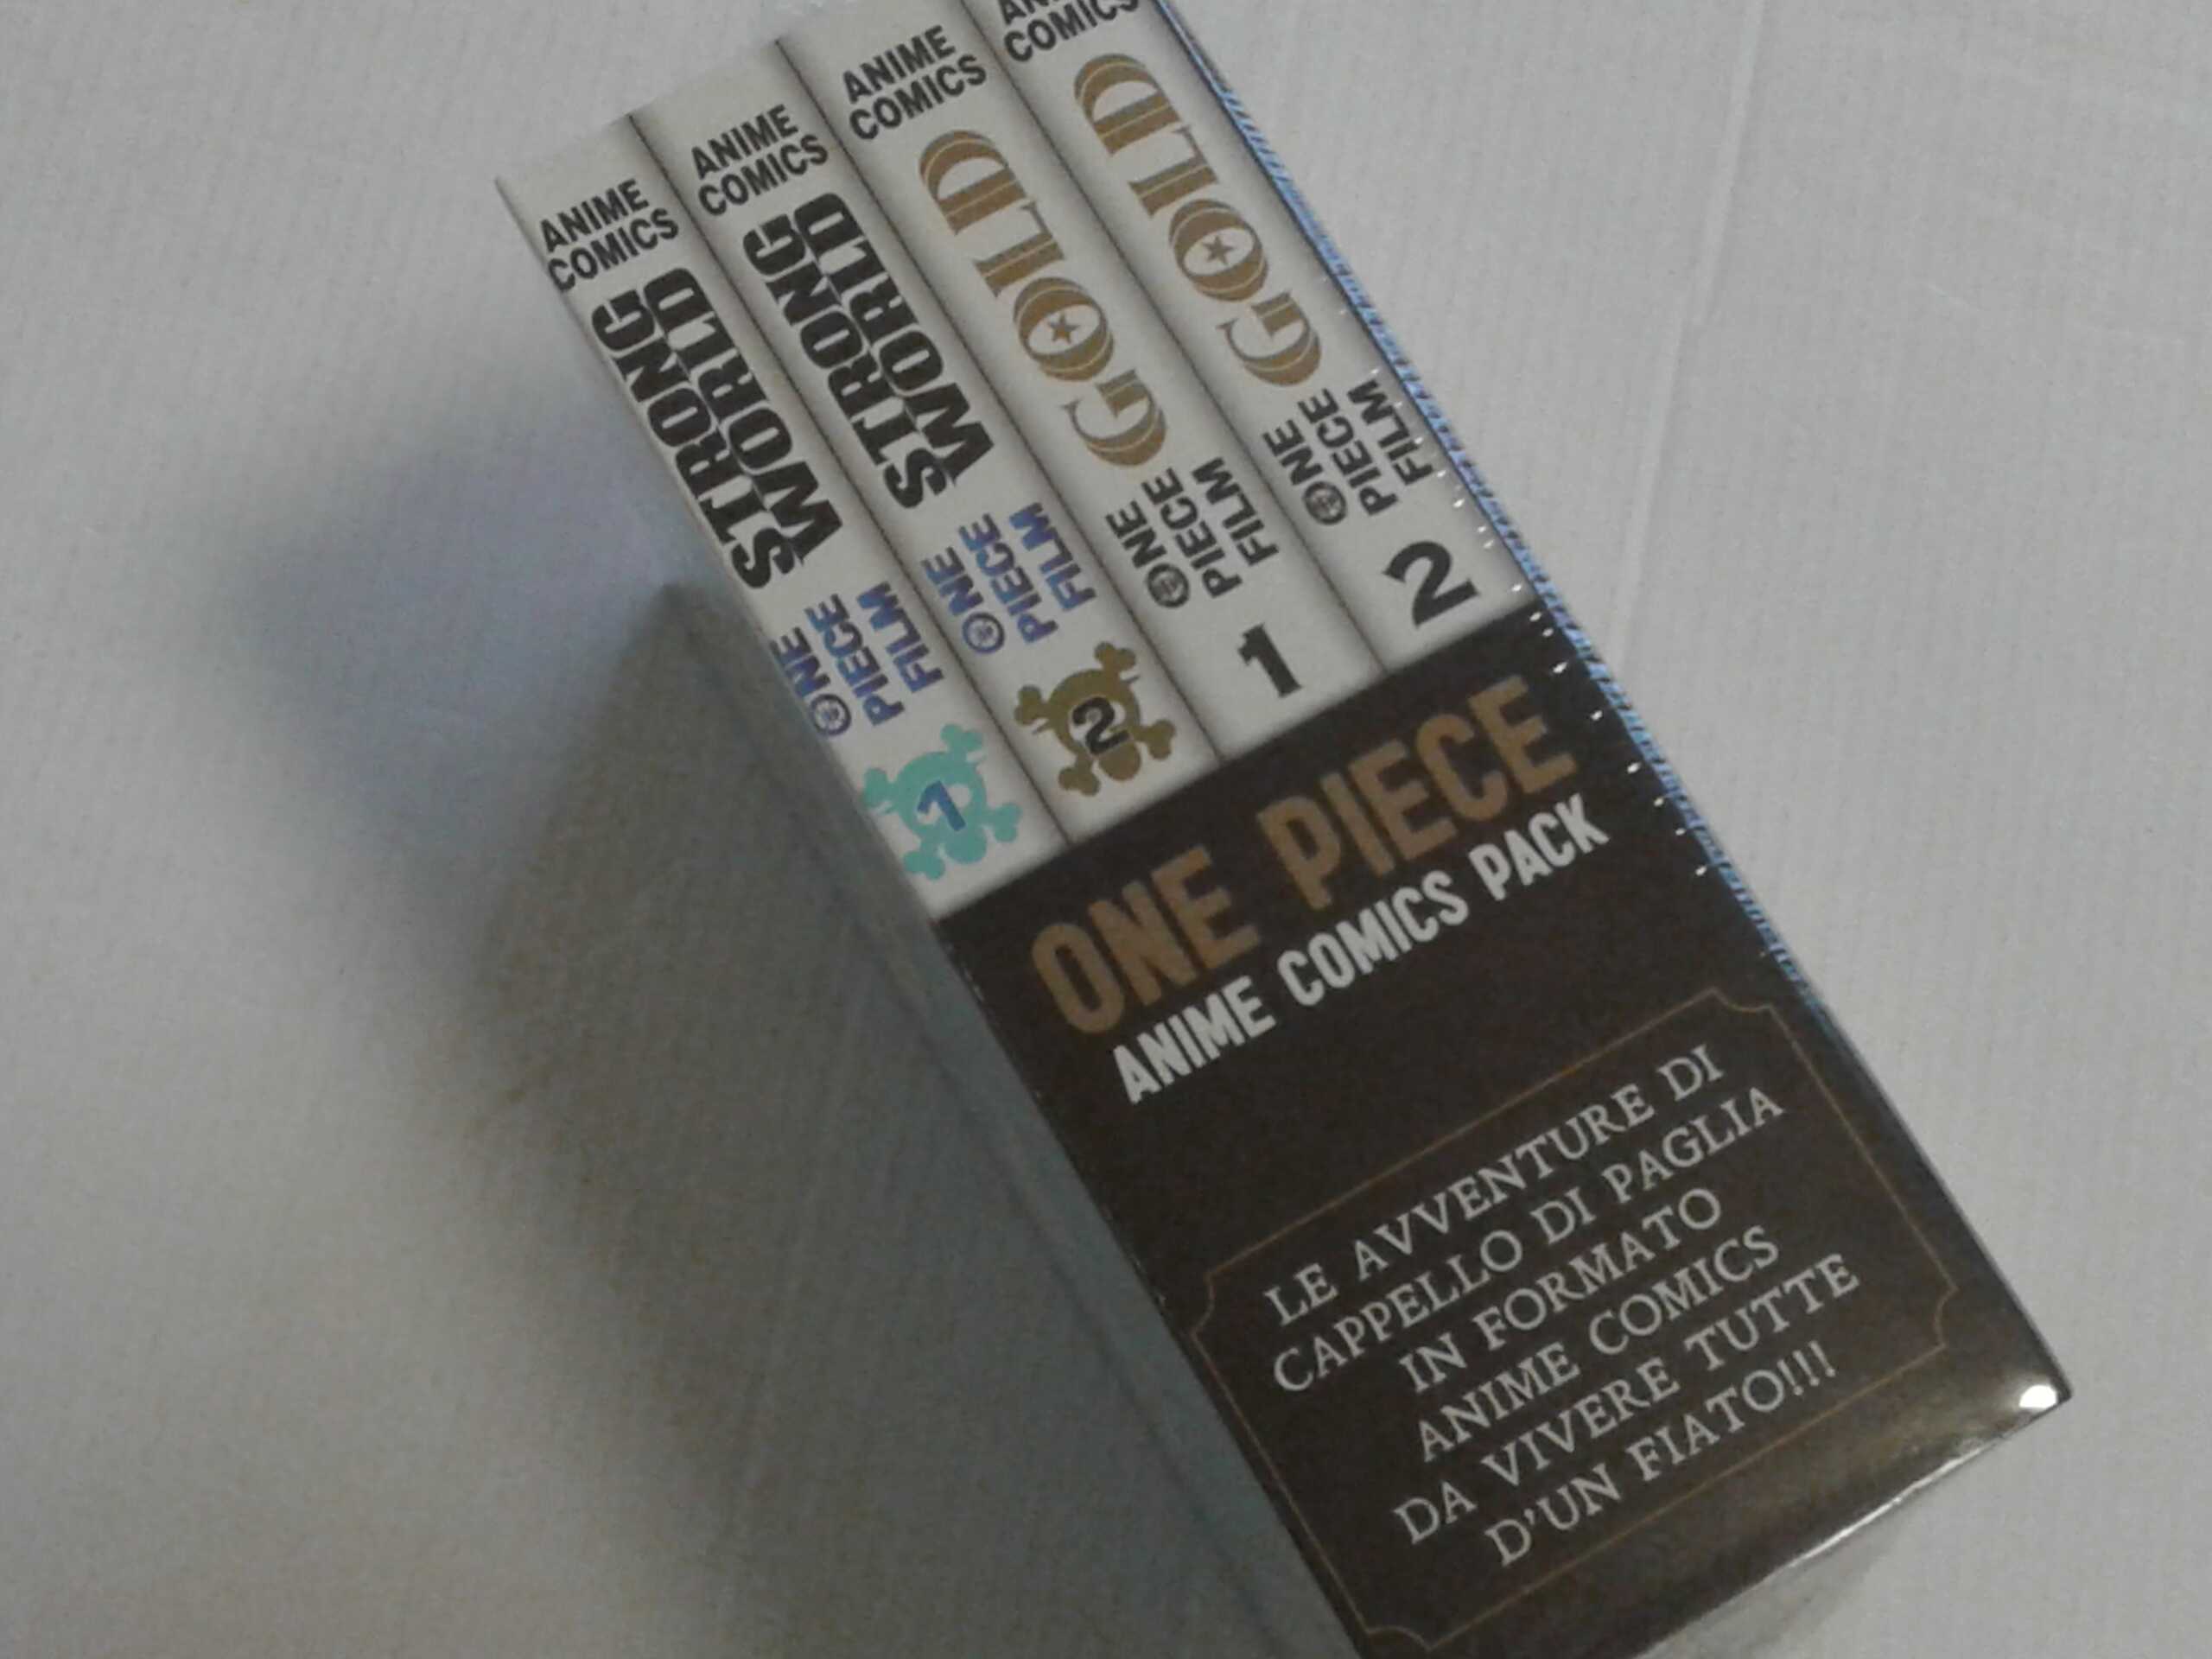 ANIME
COMICS
STRONG
WORLD
ONE
PIECE
FILM
1
ANIME
COMICS
STRONG
WORLD
ONE
PIECE
FILM
2
ANIME
COMICS
GOLD
ONE
PIECE
FILM
1
COMICS
GOLD
ONE
PIECE
FILM
2
ONE PIECE
ANIME COMICS PACK
LE AVVENTURE DI
CAPPELLO DI PAGLIA
IN FORMATO
ANIME COMICS
DA VIVERE TUTTE
D'UN FIATO!!!